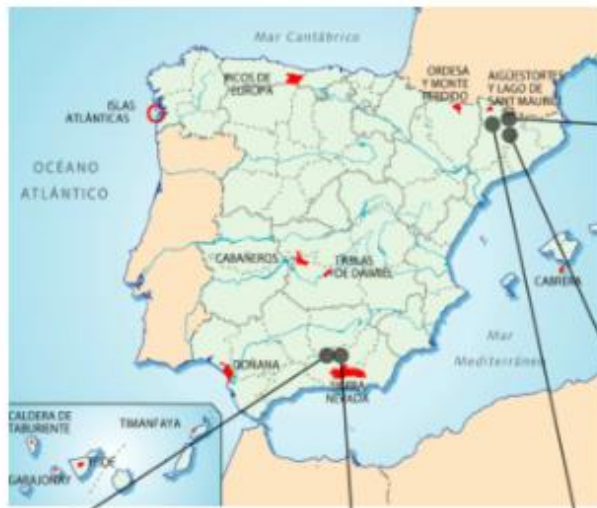 Mar Cantábrico
PICOS DE
EUROPA
ORDESA
Y MONTE
PERDIDO
AIGÜESTORTES
Y LAGO DE
SANT MAURICI
ISLAS
ATLÁNTICAS
OCÉANO
ATLÁNTICO
CABAÑEROS
TABLAS
DE DAIMIEL
CABRERA
Mar
Mediterráneo
DOÑANA
SIERRA
NEVADA
CALDERA DE
TABURIENTE
TIMANFAYA
TEIDE
GARAJONAY